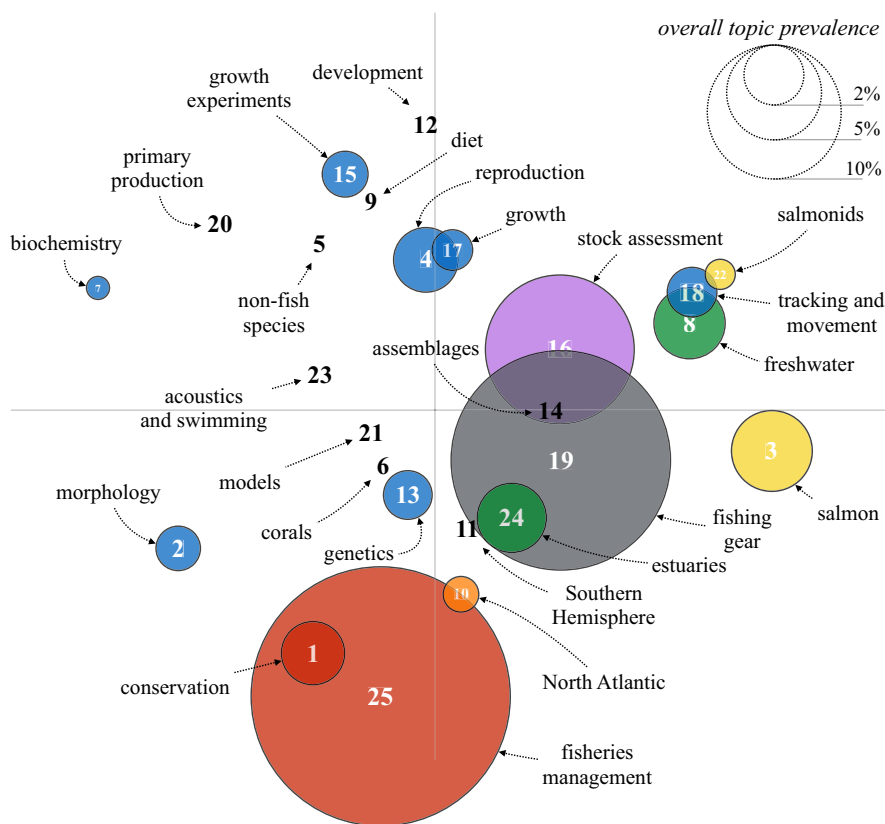 overall topic prevalence
2%
5%
10%
development
growth
experiments
12
diet
15
primary
production
9
reproduction
20
5
growth
4
17
salmonids
biochemistry
stock assessment
7
22
18
non-fish
species
tracking and
movement
8
assemblages
16
freshwater
23
acoustics
and swimming
14
21
19
3
6
models
morphology
13
salmon
corals
11
24
fishing
gear
2
genetics
estuaries
Southern
Hemisphere
10
1
conservation
25
North Atlantic
fisheries
management